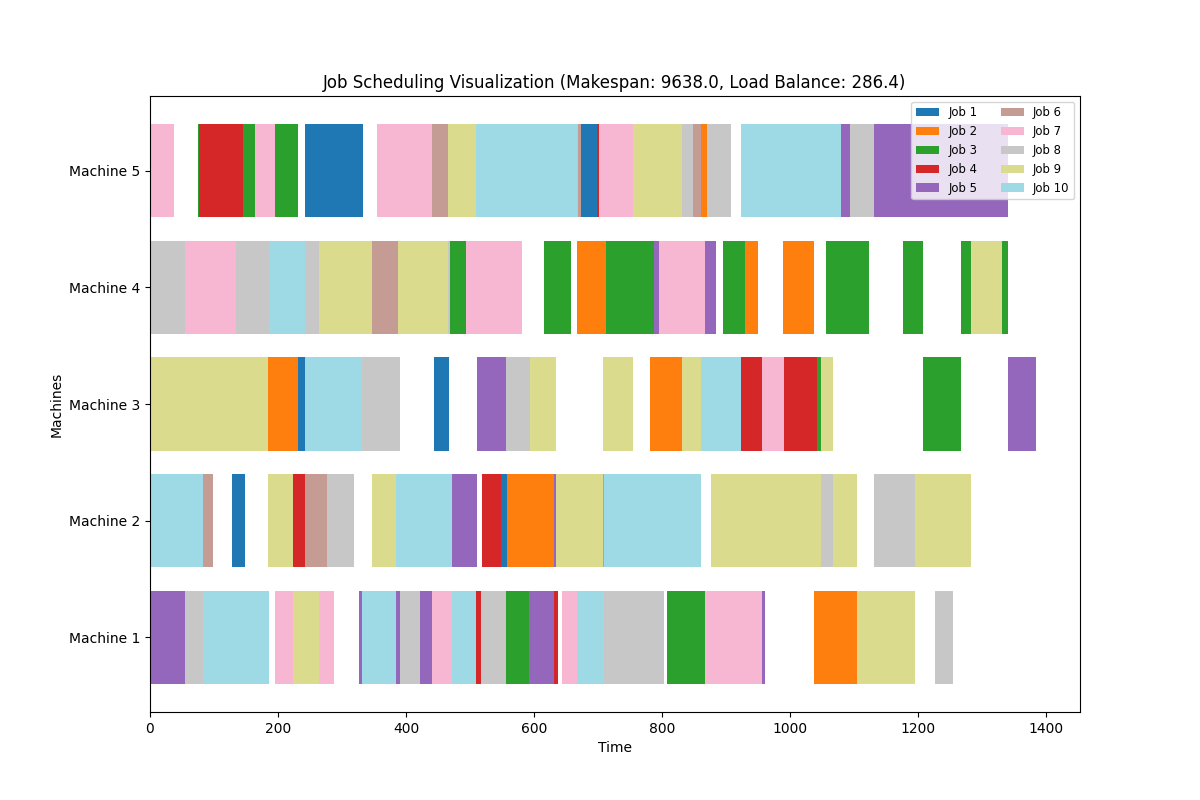 Job Scheduling Visualization (Makespan: 9638.0, Load Balance: 286.4)
Job 1
Job 2
Job 3
Job 4
Job 5
Job 6
Job 7
Job 8
Job 9
Job 10
Machines
Machine 5
Machine 4
Machine 3
Machine 2
Machine 1
0 200 400 600 800 1000 1200 1400
Time